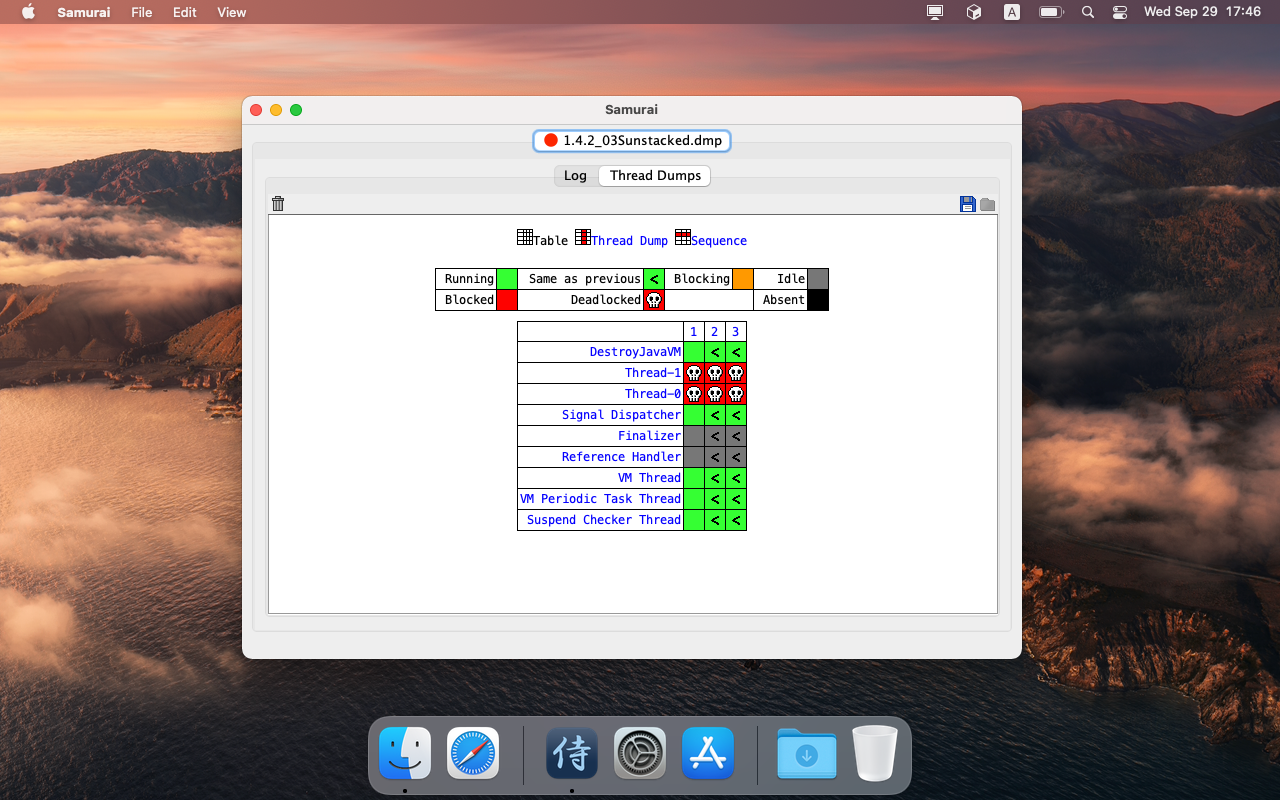 Samurai File Edit View A Wed Sep 29 17:46
Samurai
1.4.2_03Sunstacked.dmp
Log Thread Dumps
Table Thread Dump Sequence
Running Same as previous < Blocking Idle
Blocked Deadlocked Absent
1 2 3
DestroyJavaVM < <
Thread-1
Thread-0
Signal Dispatcher < <
Finalizer < <
Reference Handler < <
VM Thread < <
VM Periodic Task Thread < <
Suspend Checker Thread < <
侍